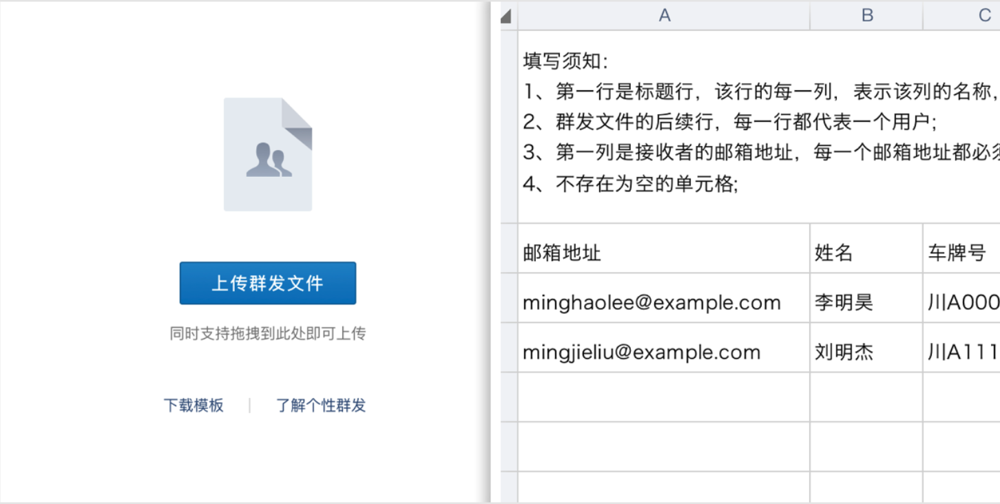 上传群发文件
同时支持拖拽到此处即可上传
下载模板 | 了解个性群发
A B C
填写须知:
1、第一行是标题行，该行的每一列，表示该列的名称，
2、群发文件的后续行，每一行都代表一个用户;
3、第一列是接收者的邮箱地址，每一个邮箱地址都必须
4、不存在为空的单元格;
邮箱地址 姓名 车牌号
minghaolee@example.com 李明昊 川A000
mingjieliu@example.com 刘明杰 川A111